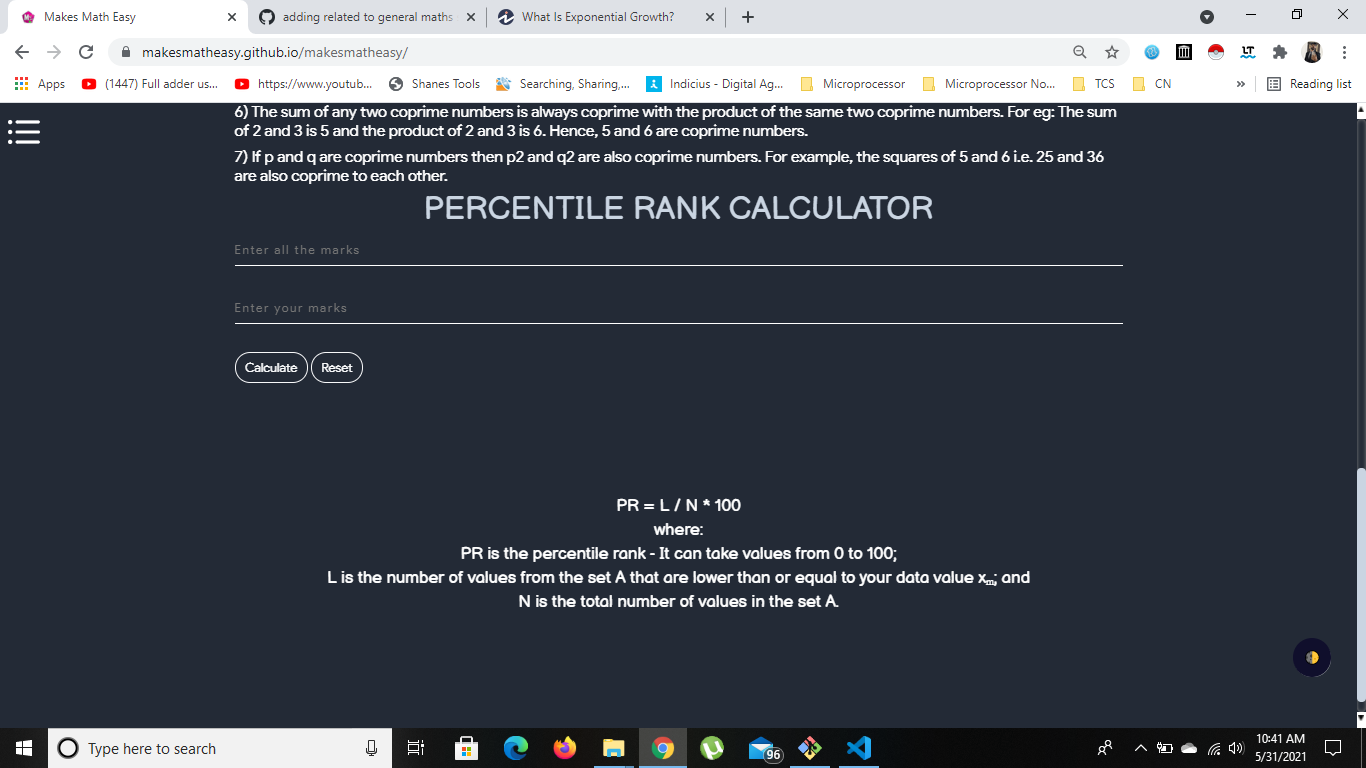 Makes Math Easy
adding related to general maths
What Is Exponential Growth?
makesmatheasy.github.io/makesmatheasy/
Apps
(1447) Full adder us...
https://www.youtub...
Shanes Tools
Searching, Sharing,...
Indicius - Digital Ag...
Microprocessor
Microprocessor No...
TCS
CN
»
Reading list
6) The sum of any two coprime numbers is always coprime with the product of the same two coprime numbers. For eg: The sum
of 2 and 3 is 5 and the product of 2 and 3 is 6. Hence, 5 and 6 are coprime numbers.
7) If p and q are coprime numbers then p2 and q2 are also coprime numbers. For example, the squares of 5 and 6 i.e. 25 and 36
are also coprime to each other.
PERCENTILE RANK CALCULATOR
Enter all the marks
Enter your marks
Calculate
Reset
PR = L / N * 100
where:
PR is the percentile rank - It can take values from 0 to 100;
L is the number of values from the set A that are lower than or equal to your data value xₘ; and
N is the total number of values in the set A.
Type here to search
96
10:41 AM
5/31/2021